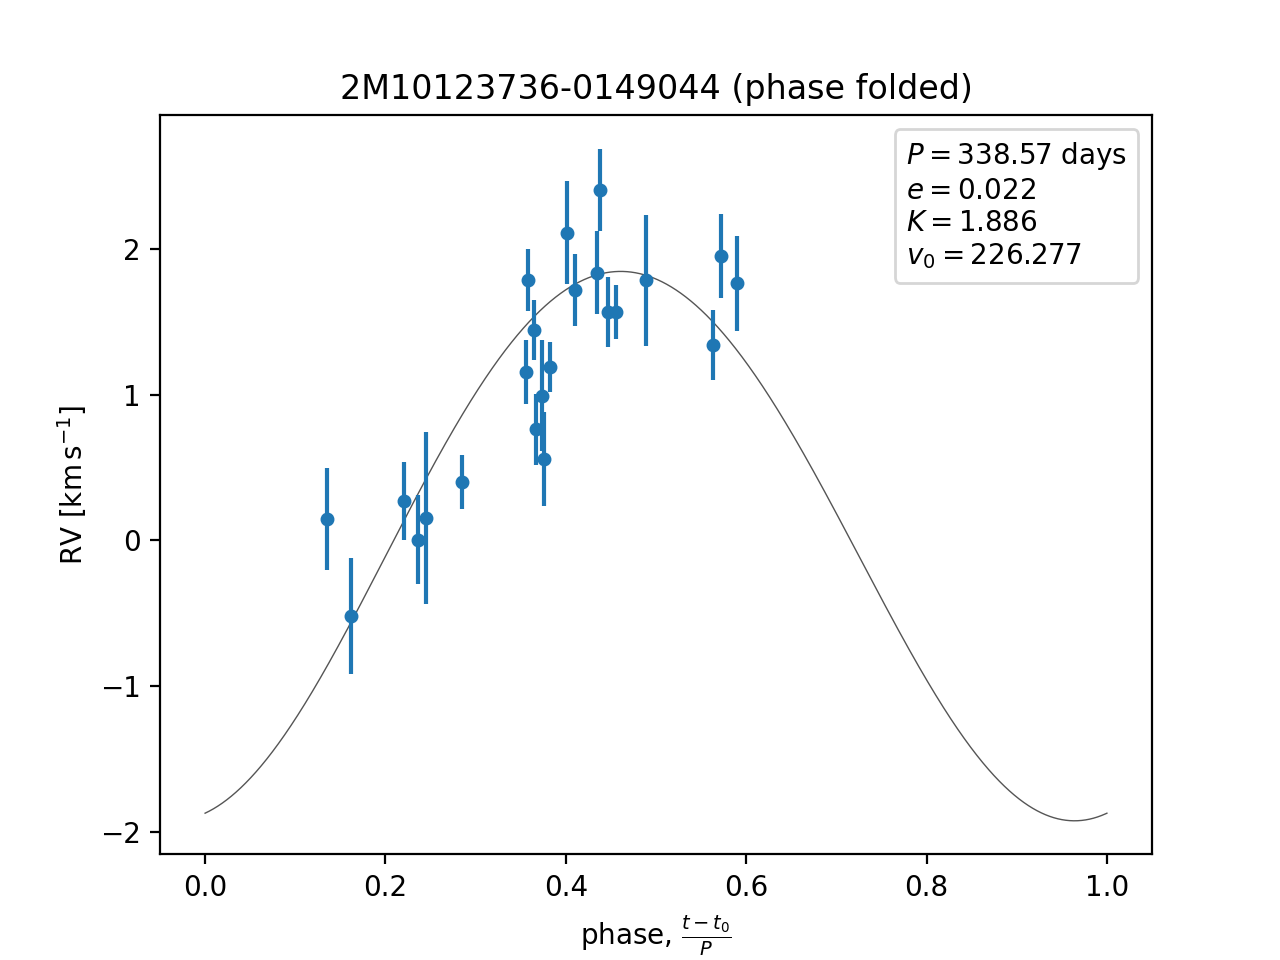 2M10123736-0149044 (phase folded)
P = 338.57 days
e = 0.022
K = 1.886
v₀ = 226.277
RV [km s⁻¹]
2
1
0
−1
−2
0.0 0.2 0.4 0.6 0.8 1.0
phase, (t − t₀)/P